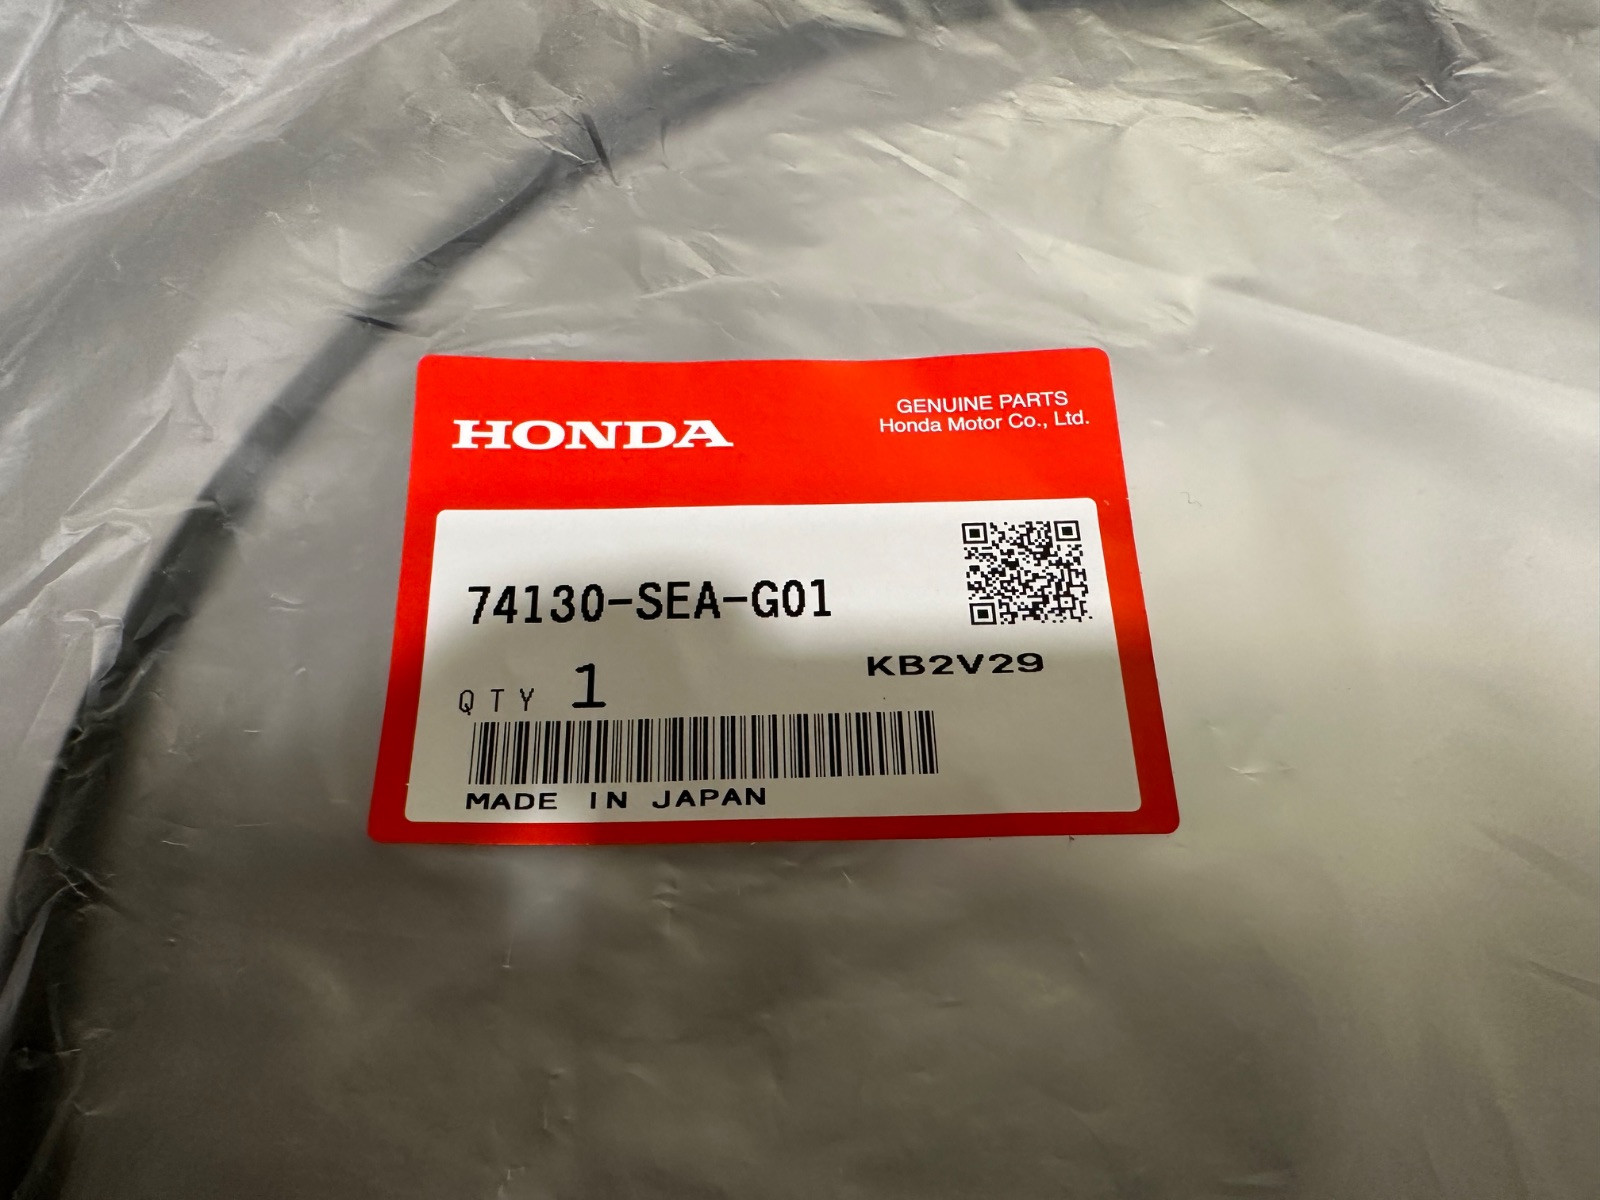 HONDA
GENUINE PARTS
Honda Motor Co., Ltd.
74130-SEA-G01
KB2V29
QTY 1
MADE IN JAPAN